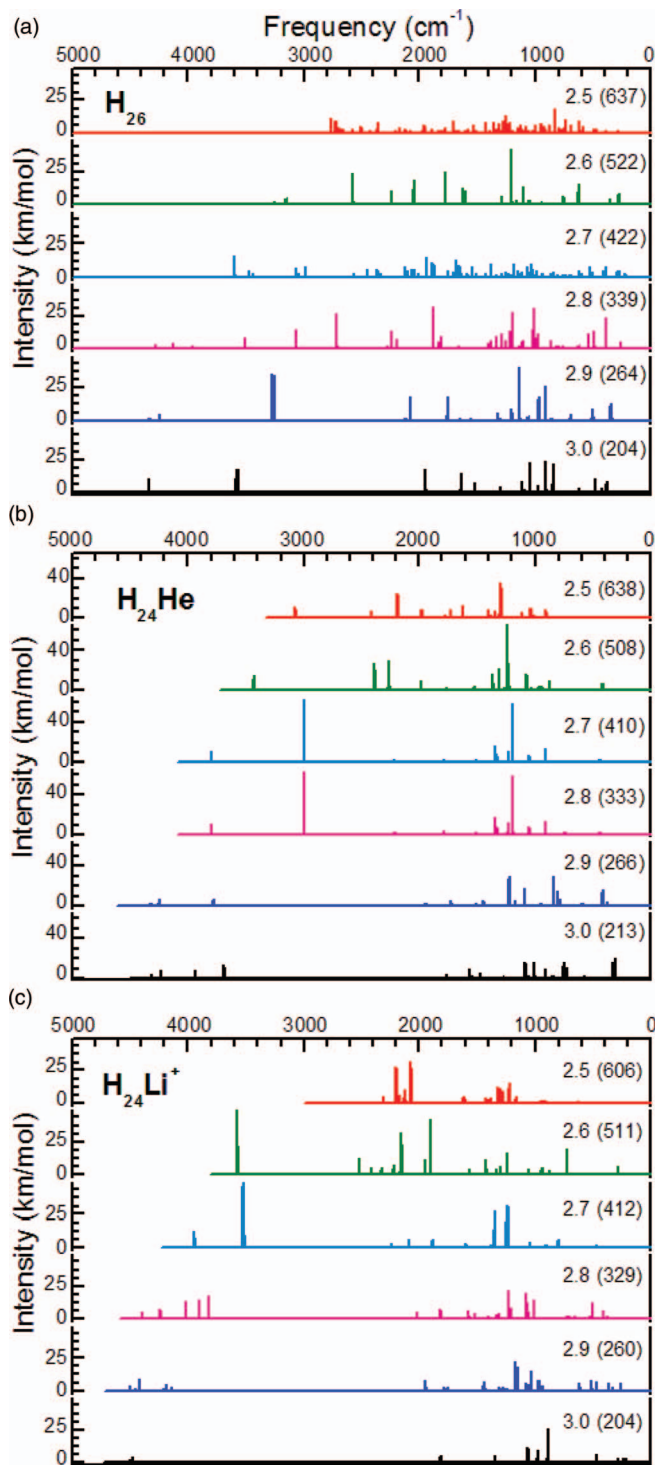 (a)
Frequency (cm⁻¹)
5000 4000 3000 2000 1000 0
H₂₆
Intensity (km/mol)
25 0 2.5 (637)
25 0 2.6 (522)
25 0 2.7 (422)
25 0 2.8 (339)
25 0 2.9 (264)
25 0 3.0 (204)
(b)
5000 4000 3000 2000 1000 0
H₂₄He
Intensity (km/mol)
40 0 2.5 (638)
40 0 2.6 (508)
40 0 2.7 (410)
40 0 2.8 (333)
40 0 2.9 (266)
40 0 3.0 (213)
(c)
5000 4000 3000 2000 1000 0
H₂₄Li⁺
Intensity (km/mol)
25 0 2.5 (606)
25 0 2.6 (511)
25 0 2.7 (412)
25 0 2.8 (329)
25 0 2.9 (260)
25 0 3.0 (204)